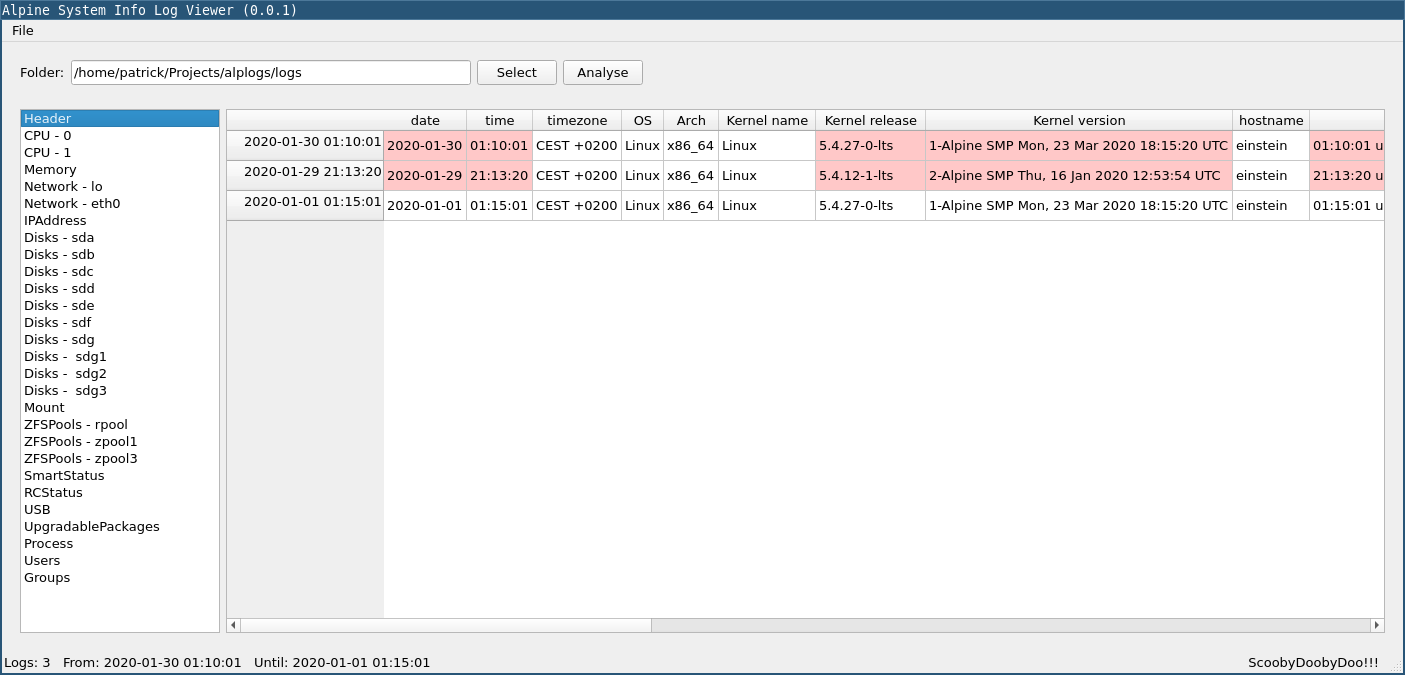 Alpine System Info Log Viewer (0.0.1)
File
Folder: /home/patrick/Projects/alplogs/logs Select Analyse
Header
CPU - 0
CPU - 1
Memory
Network - lo
Network - eth0
IPAddress
Disks - sda
Disks - sdb
Disks - sdc
Disks - sdd
Disks - sde
Disks - sdf
Disks - sdg
Disks -  sdg1
Disks -  sdg2
Disks -  sdg3
Mount
ZFSPools - rpool
ZFSPools - zpool1
ZFSPools - zpool3
SmartStatus
RCStatus
USB
UpgradablePackages
Process
Users
Groups
date time timezone OS Arch Kernel name Kernel release Kernel version hostname
2020-01-30 01:10:01 2020-01-30 01:10:01 CEST +0200 Linux x86_64 Linux 5.4.27-0-lts 1-Alpine SMP Mon, 23 Mar 2020 18:15:20 UTC einstein 01:10:01 u
2020-01-29 21:13:20 2020-01-29 21:13:20 CEST +0200 Linux x86_64 Linux 5.4.12-1-lts 2-Alpine SMP Thu, 16 Jan 2020 12:53:54 UTC einstein 21:13:20 u
2020-01-01 01:15:01 2020-01-01 01:15:01 CEST +0200 Linux x86_64 Linux 5.4.27-0-lts 1-Alpine SMP Mon, 23 Mar 2020 18:15:20 UTC einstein 01:15:01 u
Logs: 3 From: 2020-01-30 01:10:01 Until: 2020-01-01 01:15:01 ScoobyDoobyDoo!!!